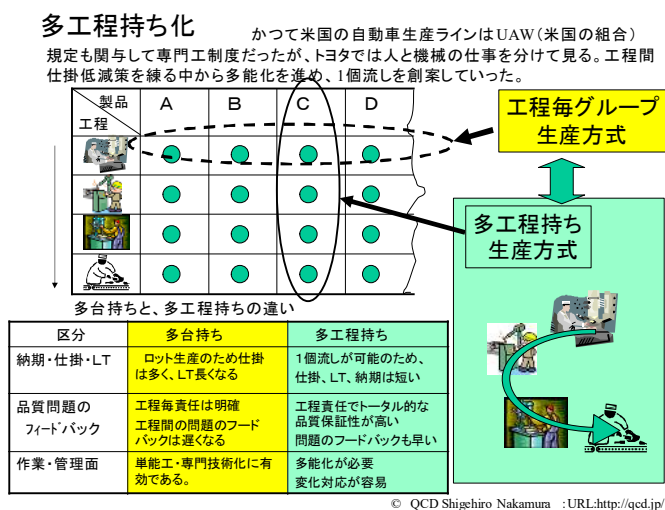 多工程持ち化
かつて米国の自動車生産ラインはUAW(米国の組合)
規定も関与して専門工制度だったが、トヨタでは人と機械の仕事を分けて見る。工程間
仕掛低減策を練る中から多能化を進め、1個流しを創案していった。
製品 A B C D
工程
工程毎グループ
生産方式
多工程持ち
生産方式
多台持ちと、多工程持ちの違い
区分 多台持ち 多工程持ち
納期・仕掛・LT
ロット生産のため仕掛
は多く、LT長くなる
1個流しが可能のため、
仕掛、LT、納期は短い
品質問題の
フィードバック
工程毎責任は明確
工程間の問題のフード
バックは遅くなる
工程責任でトータル的な
品質保証性が高い
問題のフードバックも早い
作業・管理面
単能工・専門技術化に有
効である。
多能化が必要
変化対応が容易
© QCD Shigehiro Nakamura :URL:http://qcd.jp/